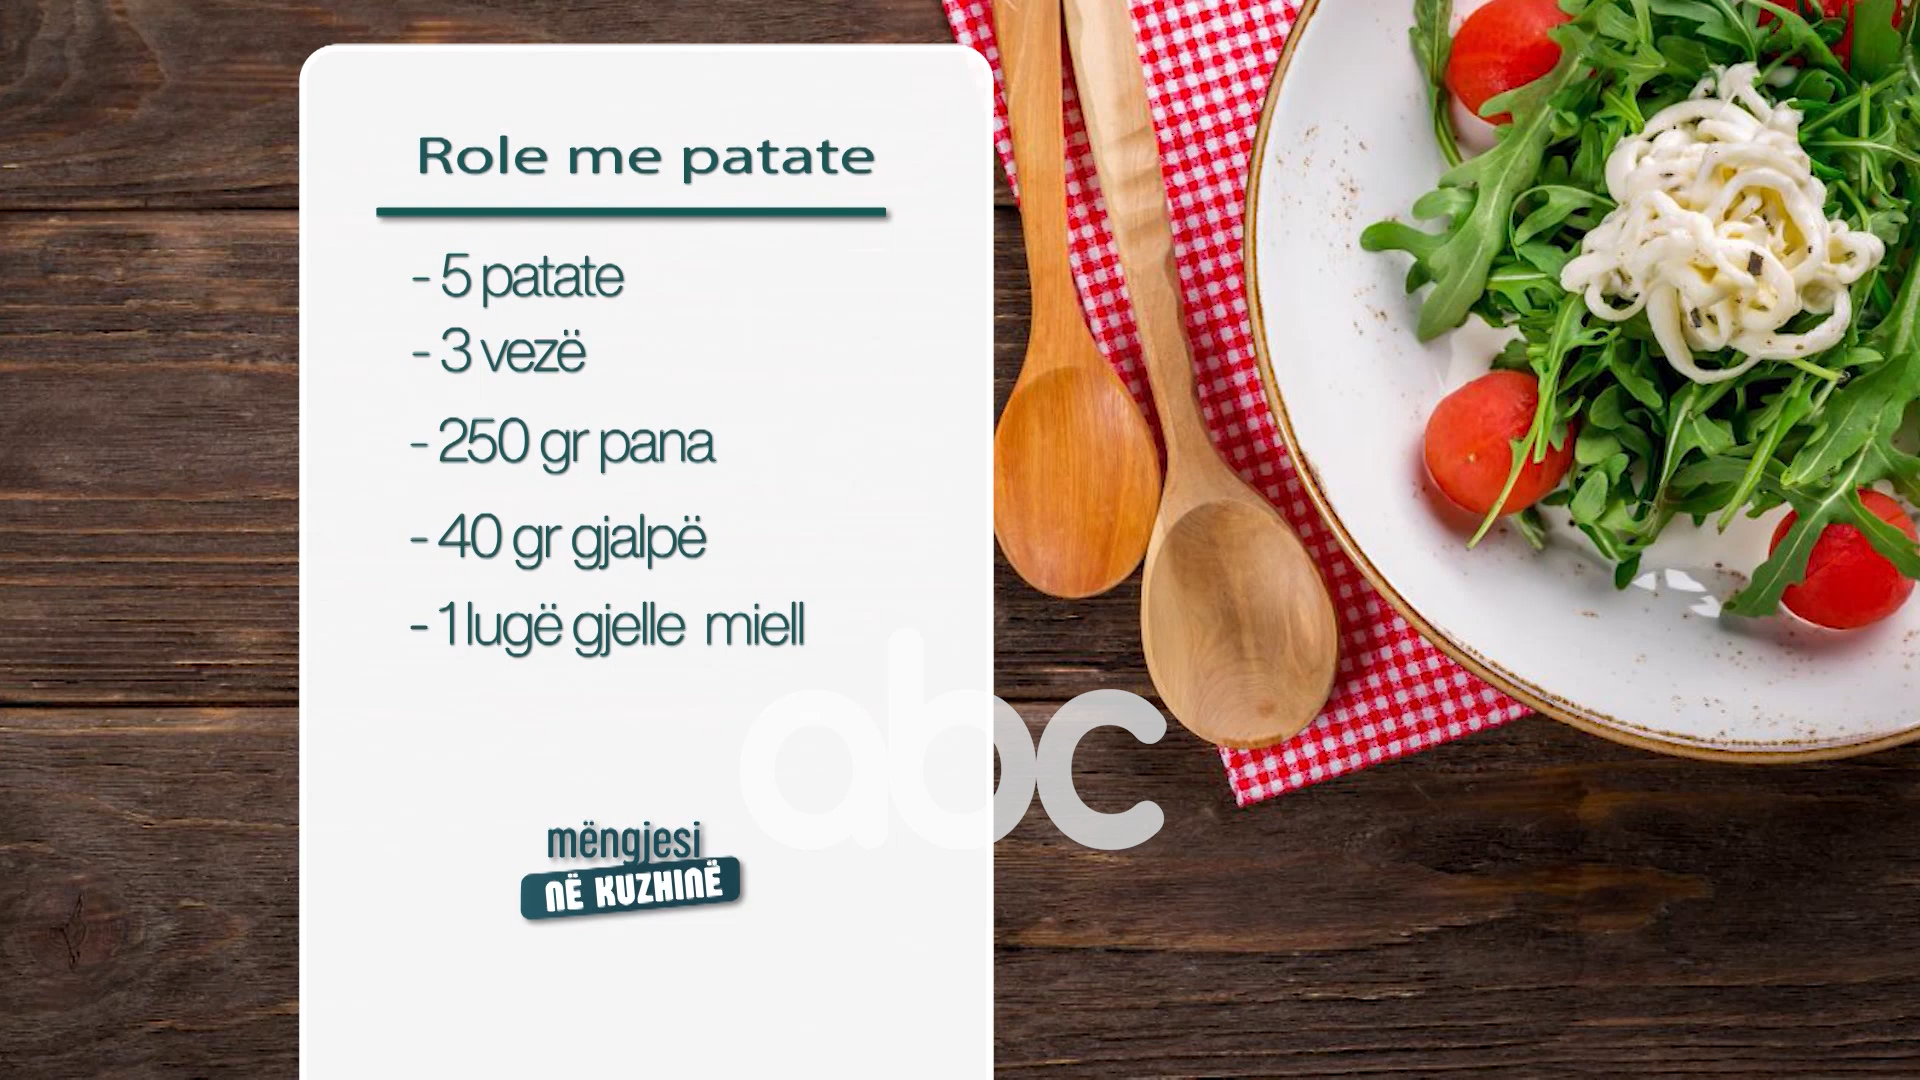 Role me patate
- 5 patate
- 3 vezë
- 250 gr pana
- 40 gr gjalpë
- 1 lugë gjelle miell
abc
mëngjesi
NË KUZHINË